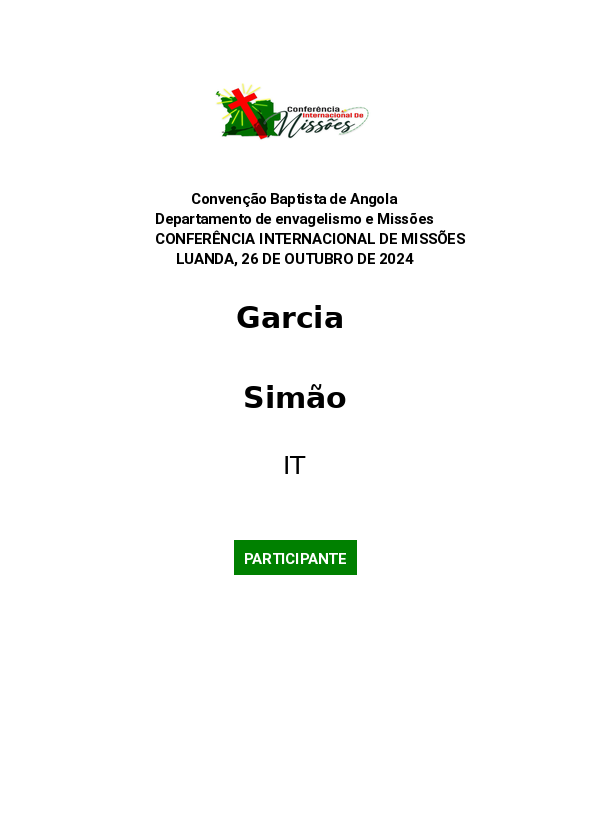 Conferência
Internacional De
Missões
Convenção Baptista de Angola
Departamento de envagelismo e Missões
CONFERÊNCIA INTERNACIONAL DE MISSÕES
LUANDA, 26 DE OUTUBRO DE 2024
Garcia
Simão
IT
PARTICIPANTE